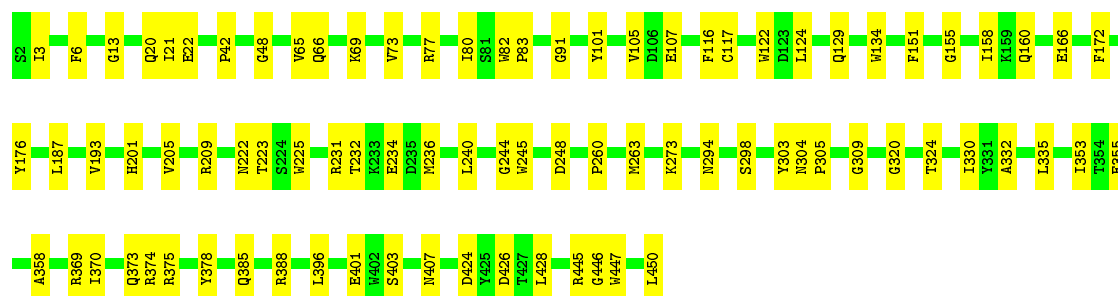 S2 I3 F6 G13 Q20 I21 E22 P42 G48 V65 Q66 K69 V73 R77 I80 S81 W82 P83 G91 Y101 V105 D106 E107 F116 C117 W122 D123 L124 Q129 W134 F151 G155 I158 K159 Q160 E166 F172
Y176 L187 V193 H201 V205 R209 N222 T223 S224 W225 R231 T232 K233 E234 D235 M236 L240 G244 W245 D248 P260 M263 K273 N294 S298 Y303 N304 P305 G309 G320 T324 I330 Y331 A332 L335 I353 T354
A358 R369 I370 Q373 R374 R375 Y378 Q385 R388 L396 E401 W402 S403 N407 D424 Y425 D426 T427 L428 R445 G446 W447 L450